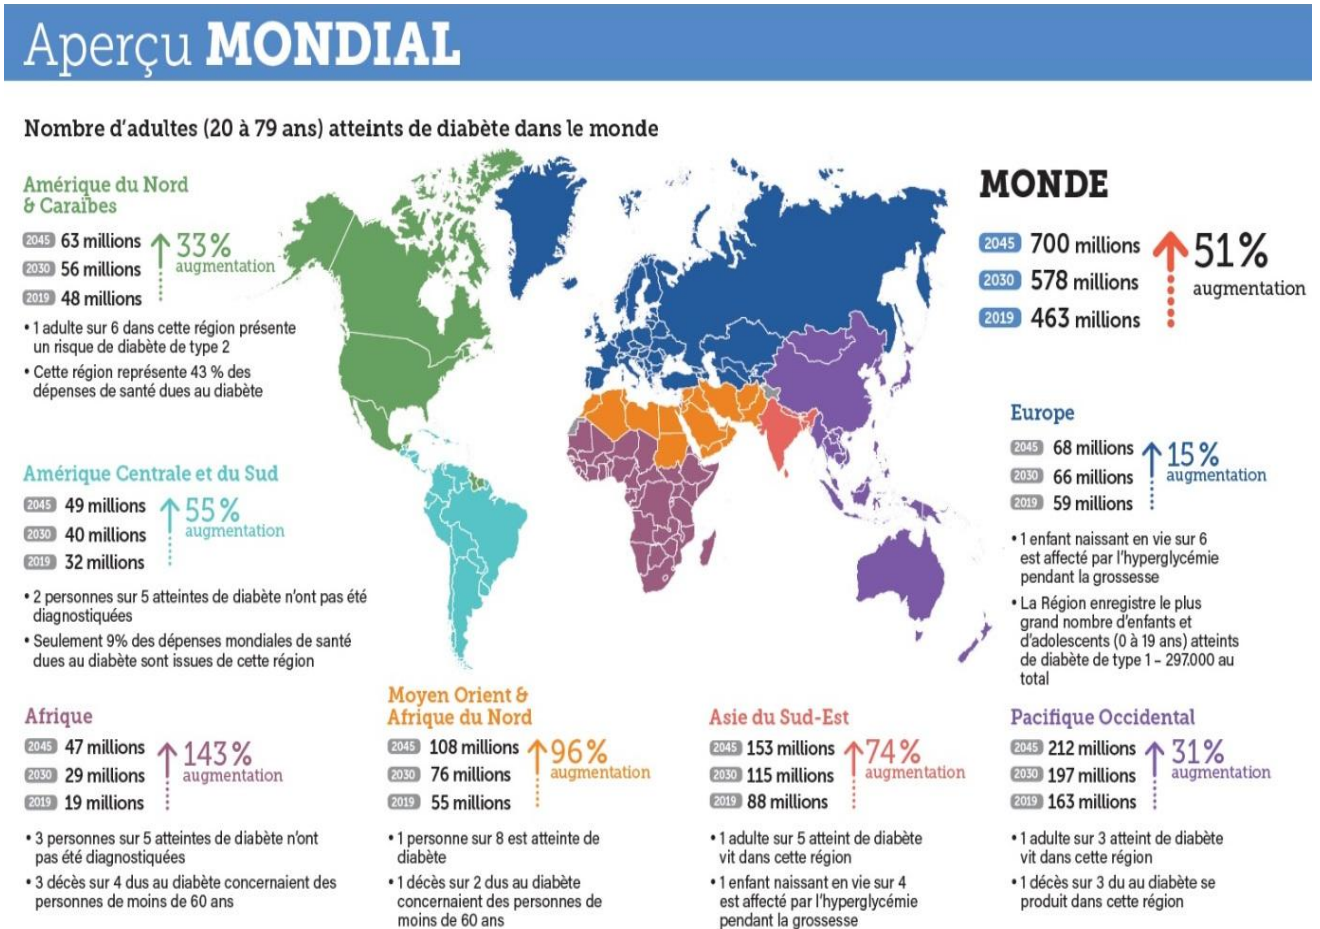 Aperçu MONDIAL
Nombre d'adultes (20 à 79 ans) atteints de diabète dans le monde
Amérique du Nord
& Caraïbes
2045 63 millions
2030 56 millions
2019 48 millions
33%
augmentation
• 1 adulte sur 6 dans cette région présente
un risque de diabète de type 2
• Cette région représente 43 % des
dépenses de santé dues au diabète
MONDE
2045 700 millions
2030 578 millions
2019 463 millions
51%
augmentation
Europe
2045 68 millions
2030 66 millions
2019 59 millions
15%
augmentation
• 1 enfant naissant en vie sur 6
est affecté par l'hyperglycémie
pendant la grossesse
• La Région enregistre le plus
grand nombre d'enfants et
d'adolescents (0 à 19 ans) atteints
de diabète de type 1 – 297.000 au
total
Amérique Centrale et du Sud
2045 49 millions
2030 40 millions
2019 32 millions
55%
augmentation
• 2 personnes sur 5 atteintes de diabète n'ont pas été
diagnostiquées
• Seulement 9% des dépenses mondiales de santé
dues au diabète sont issues de cette région
Afrique
2045 47 millions
2030 29 millions
2019 19 millions
143%
augmentation
• 3 personnes sur 5 atteintes de diabète n'ont
pas été diagnostiquées
• 3 décès sur 4 dus au diabète concernaient des
personnes de moins de 60 ans
Moyen Orient &
Afrique du Nord
2045 108 millions
2030 76 millions
2019 55 millions
96%
augmentation
• 1 personne sur 8 est atteinte de
diabète
• 1 décès sur 2 dus au diabète
concernaient des personnes de
moins de 60 ans
Asie du Sud-Est
2045 153 millions
2030 115 millions
2019 88 millions
74%
augmentation
• 1 adulte sur 5 atteint de diabète
vit dans cette région
• 1 enfant naissant en vie sur 4
est affecté par l'hyperglycémie
pendant la grossesse
Pacifique Occidental
2045 212 millions
2030 197 millions
2019 163 millions
31%
augmentation
• 1 adulte sur 3 atteint de diabète
vit dans cette région
• 1 décès sur 3 du au diabète se
produit dans cette région